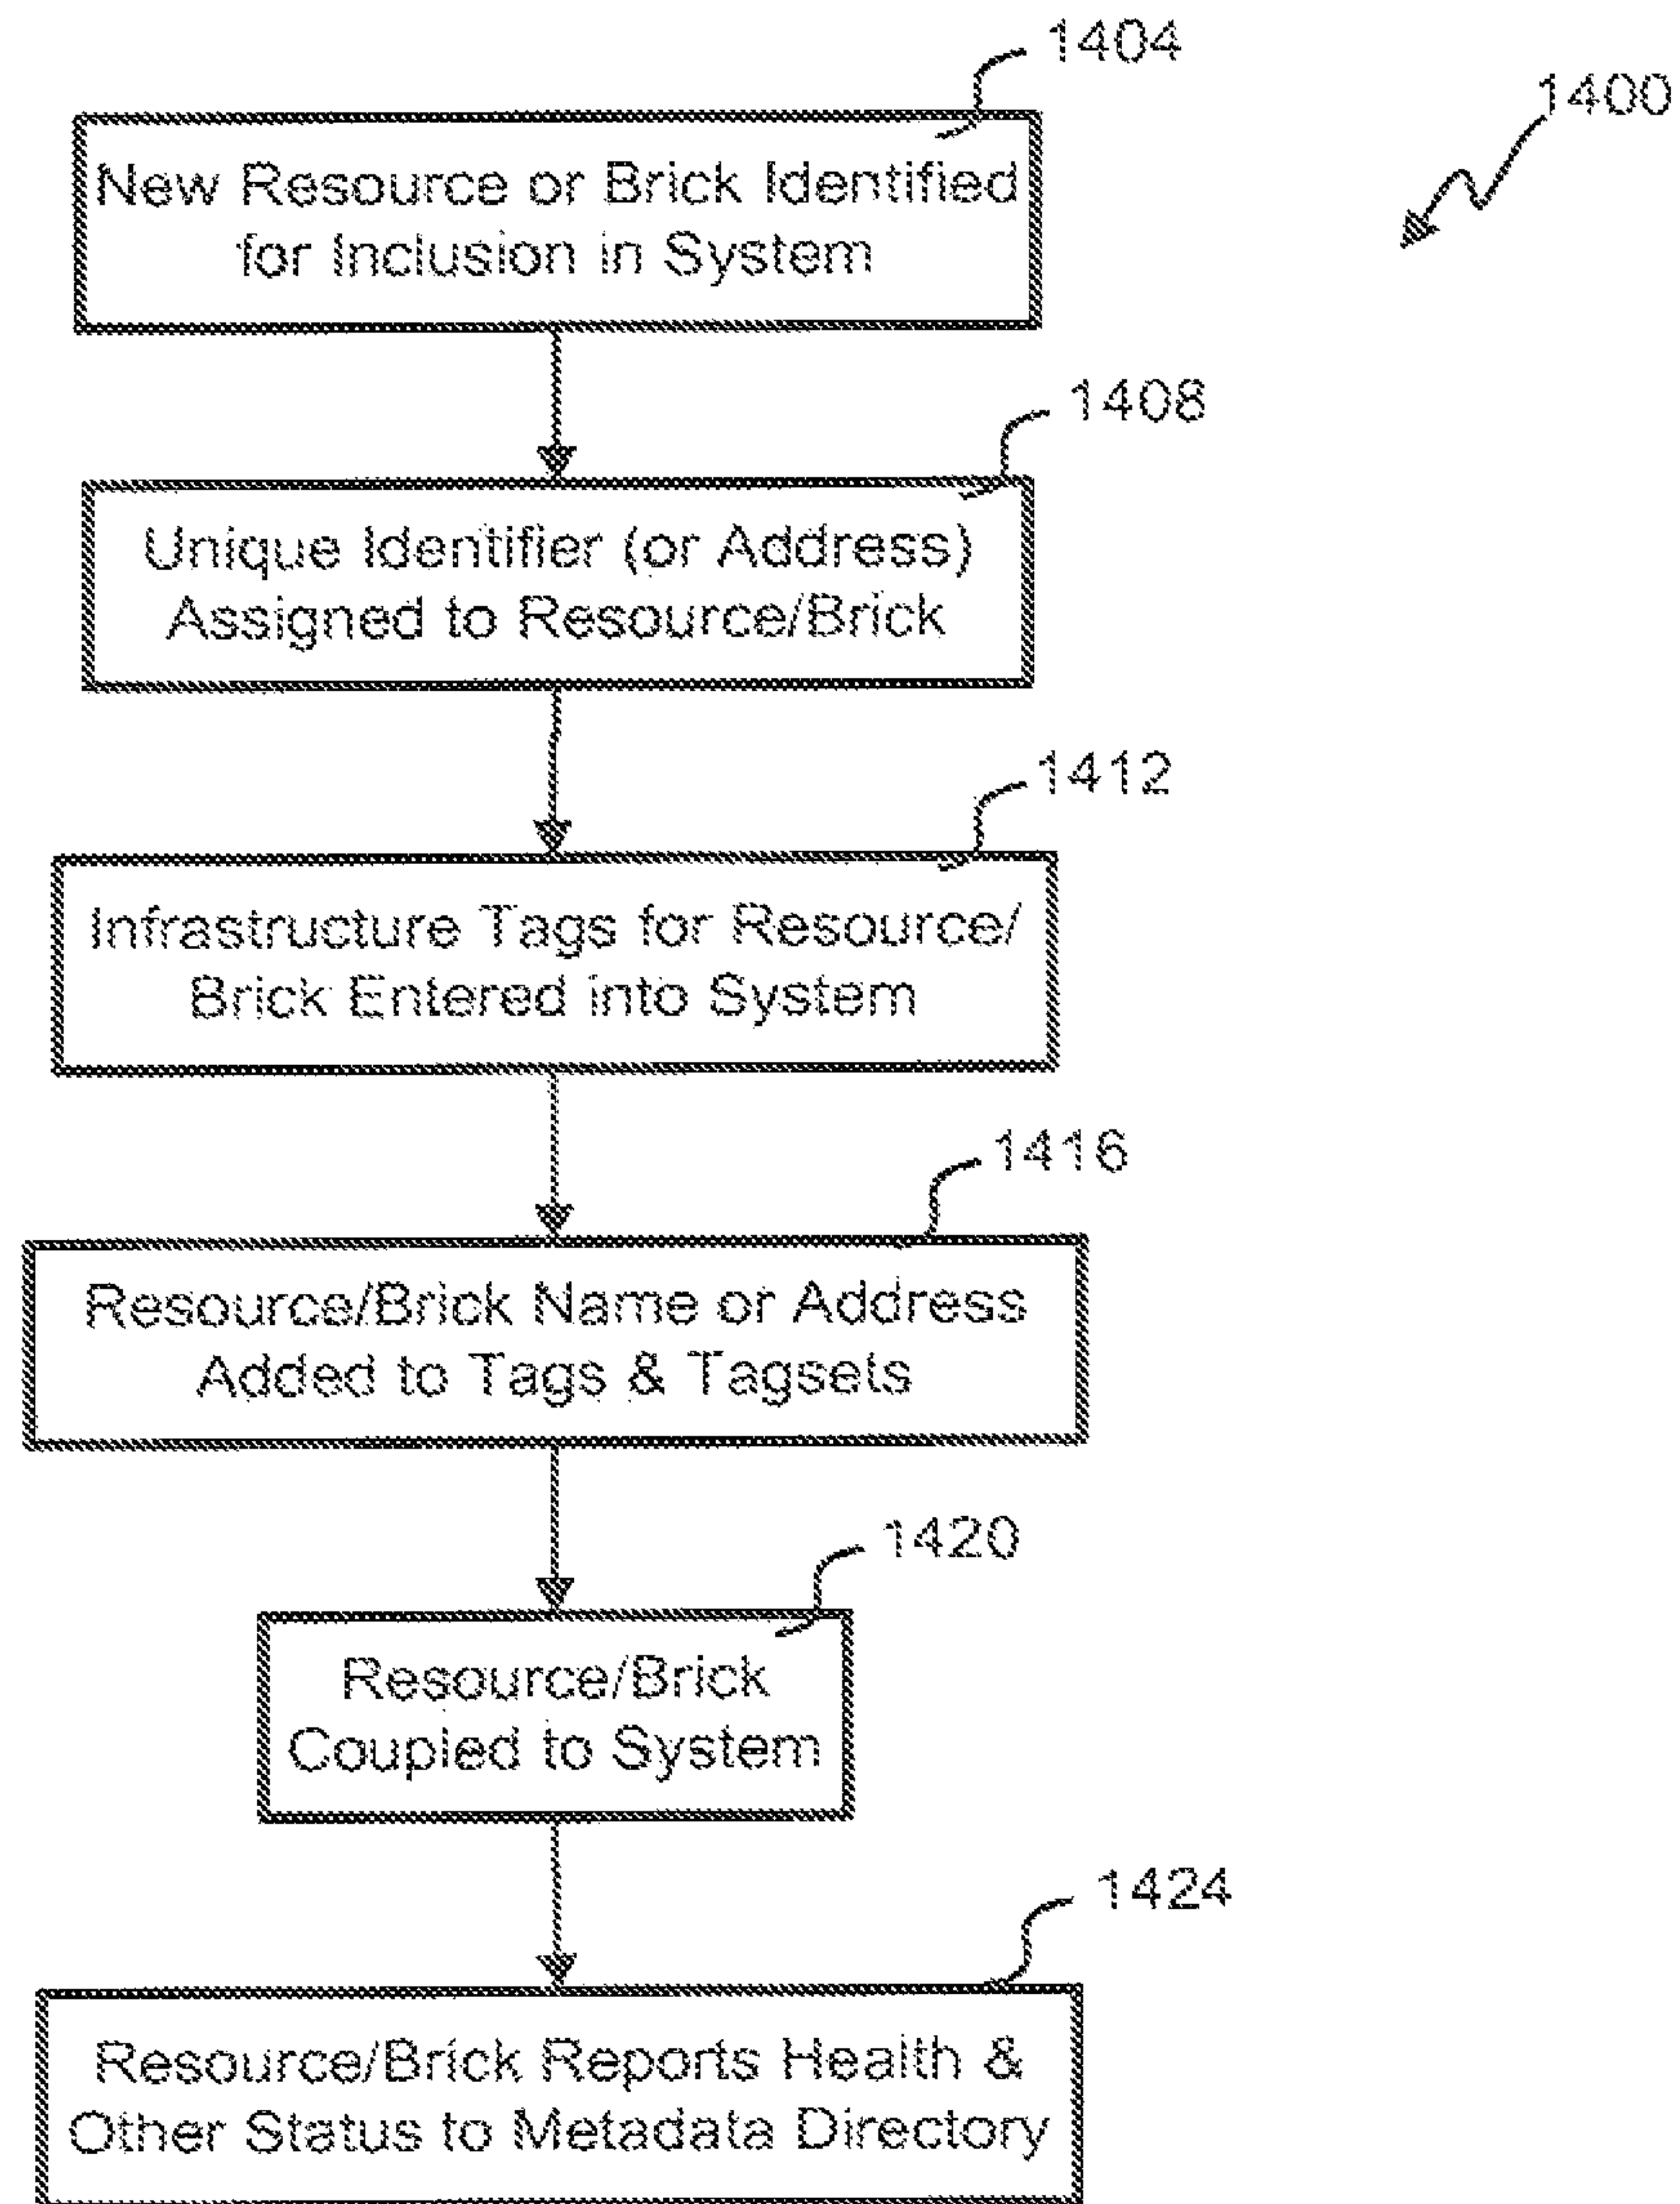 1404
1400
New Resource or Brick Identified
for Inclusion in System
1408
Unique Identifier (or Address)
Assigned to Resource/Brick
1412
Infrastructure Tags for Resource/
Brick Entered into System
1416
Resource/Brick Name or Address
Added to Tags & Tagsets
1420
Resource/Brick
Coupled to System
1424
Resource/Brick Reports Health &
Other Status to Metadata Directory